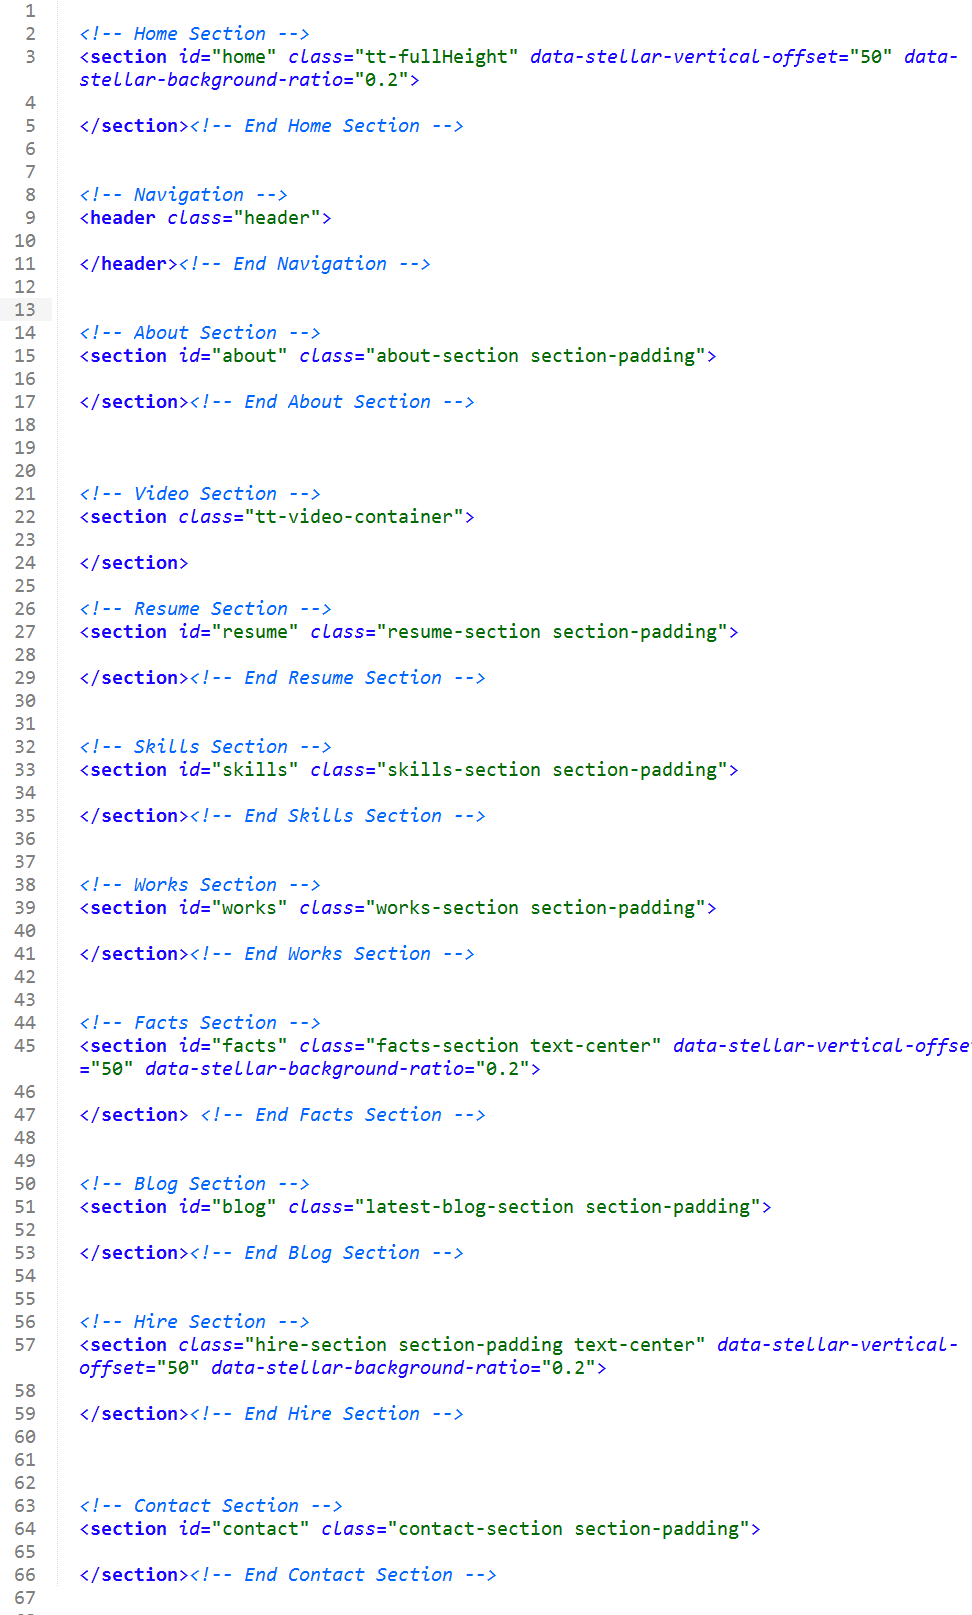 1
2 <!-- Home Section -->
3 <section id="home" class="tt-fullHeight" data-stellar-vertical-offset="50" data-
stellar-background-ratio="0.2">
4
5 </section><!-- End Home Section -->
6
7
8 <!-- Navigation -->
9 <header class="header">
10
11 </header><!-- End Navigation -->
12
13
14 <!-- About Section -->
15 <section id="about" class="about-section section-padding">
16
17 </section><!-- End About Section -->
18
19
20
21 <!-- Video Section -->
22 <section class="tt-video-container">
23
24 </section>
25
26 <!-- Resume Section -->
27 <section id="resume" class="resume-section section-padding">
28
29 </section><!-- End Resume Section -->
30
31
32 <!-- Skills Section -->
33 <section id="skills" class="skills-section section-padding">
34
35 </section><!-- End Skills Section -->
36
37
38 <!-- Works Section -->
39 <section id="works" class="works-section section-padding">
40
41 </section><!-- End Works Section -->
42
43
44 <!-- Facts Section -->
45 <section id="facts" class="facts-section text-center" data-stellar-vertical-offset
="50" data-stellar-background-ratio="0.2">
46
47 </section> <!-- End Facts Section -->
48
49
50 <!-- Blog Section -->
51 <section id="blog" class="latest-blog-section section-padding">
52
53 </section><!-- End Blog Section -->
54
55
56 <!-- Hire Section -->
57 <section class="hire-section section-padding text-center" data-stellar-vertical-
offset="50" data-stellar-background-ratio="0.2">
58
59 </section><!-- End Hire Section -->
60
61
62
63 <!-- Contact Section -->
64 <section id="contact" class="contact-section section-padding">
65
66 </section><!-- End Contact Section -->
67